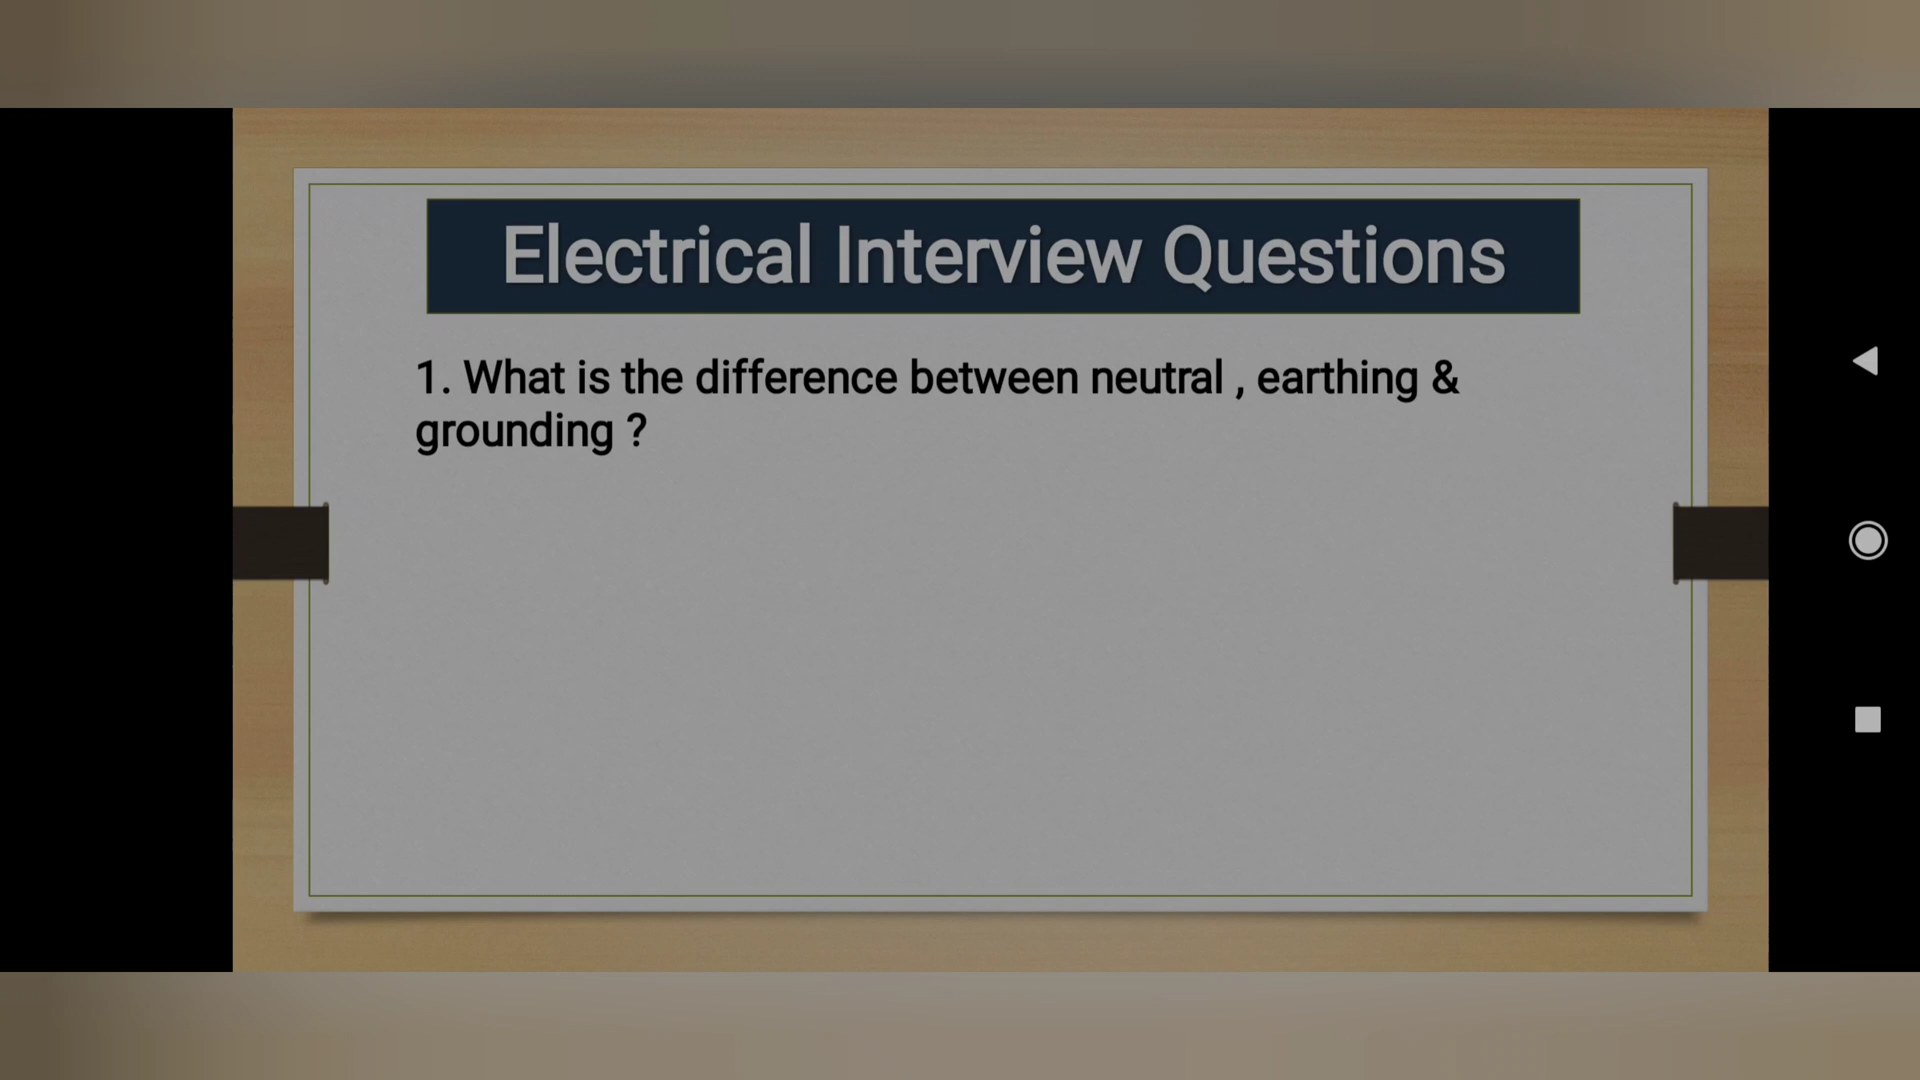 Electrical Interview Questions
1. What is the difference between neutral , earthing &
grounding ?